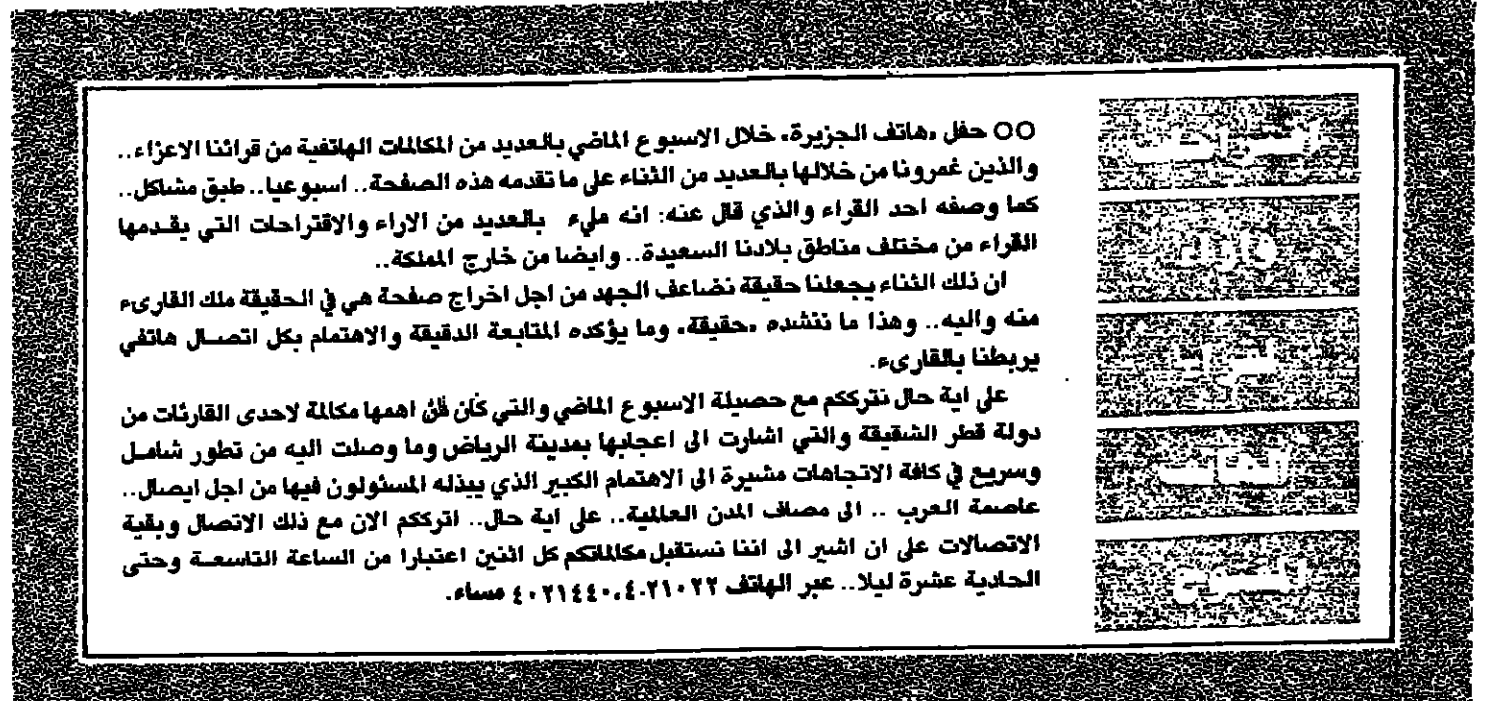 ○○ حفل «هاتف الجزيرة» خلال الاسبوع الماضي بالعديد من المكالمات الهاتفية من قرائنا الاعزاء..
والذين غمرونا من خلالها بالعديد من الثناء على ما تقدمه هذه الصفحة.. اسبوعيا.. طبق مشاكل..
كما وصفه احد القراء والذي قال عنه: انه مليء بالعديد من الاراء والاقتراحات التي يقدمها
القراء من مختلف مناطق بلادنا السعيدة.. وايضا من خارج المملكة..
ان ذلك الثناء يجعلنا حقيقة نضاعف الجهد من اجل اخراج صفحة هي في الحقيقة ملك القارىء
منه واليه.. وهذا ما ننشده «حقيقة» وما يؤكده المتابعة الدقيقة والاهتمام بكل اتصال هاتفي
يربطنا بالقارىء.
على اية حال نترككم مع حصيلة الاسبوع الماضي والتي كان اهمها مكالمة لاحدى القارئات من
دولة قطر الشقيقة والتي اشارت الى اعجابها بمدينة الرياض وما وصلت اليه من تطور شامل
وسريع في كافة الاتجاهات مشيرة الى الاهتمام الكبير الذي يبذله المسئولون فيها من اجل ايصال..
عاصمة العرب .. الى مصاف المدن العالمية.. على اية حال.. اترككم الان مع ذلك الاتصال وبقية
الاتصالات على ان اشير الى اننا نستقبل مكالماتكم كل اثنين اعتبارا من الساعة التاسعة وحتى
الحادية عشرة ليلا.. عبر الهاتف ٤٠٢١٠٢٢، ٤٠٢١٤٤٠ مساء.